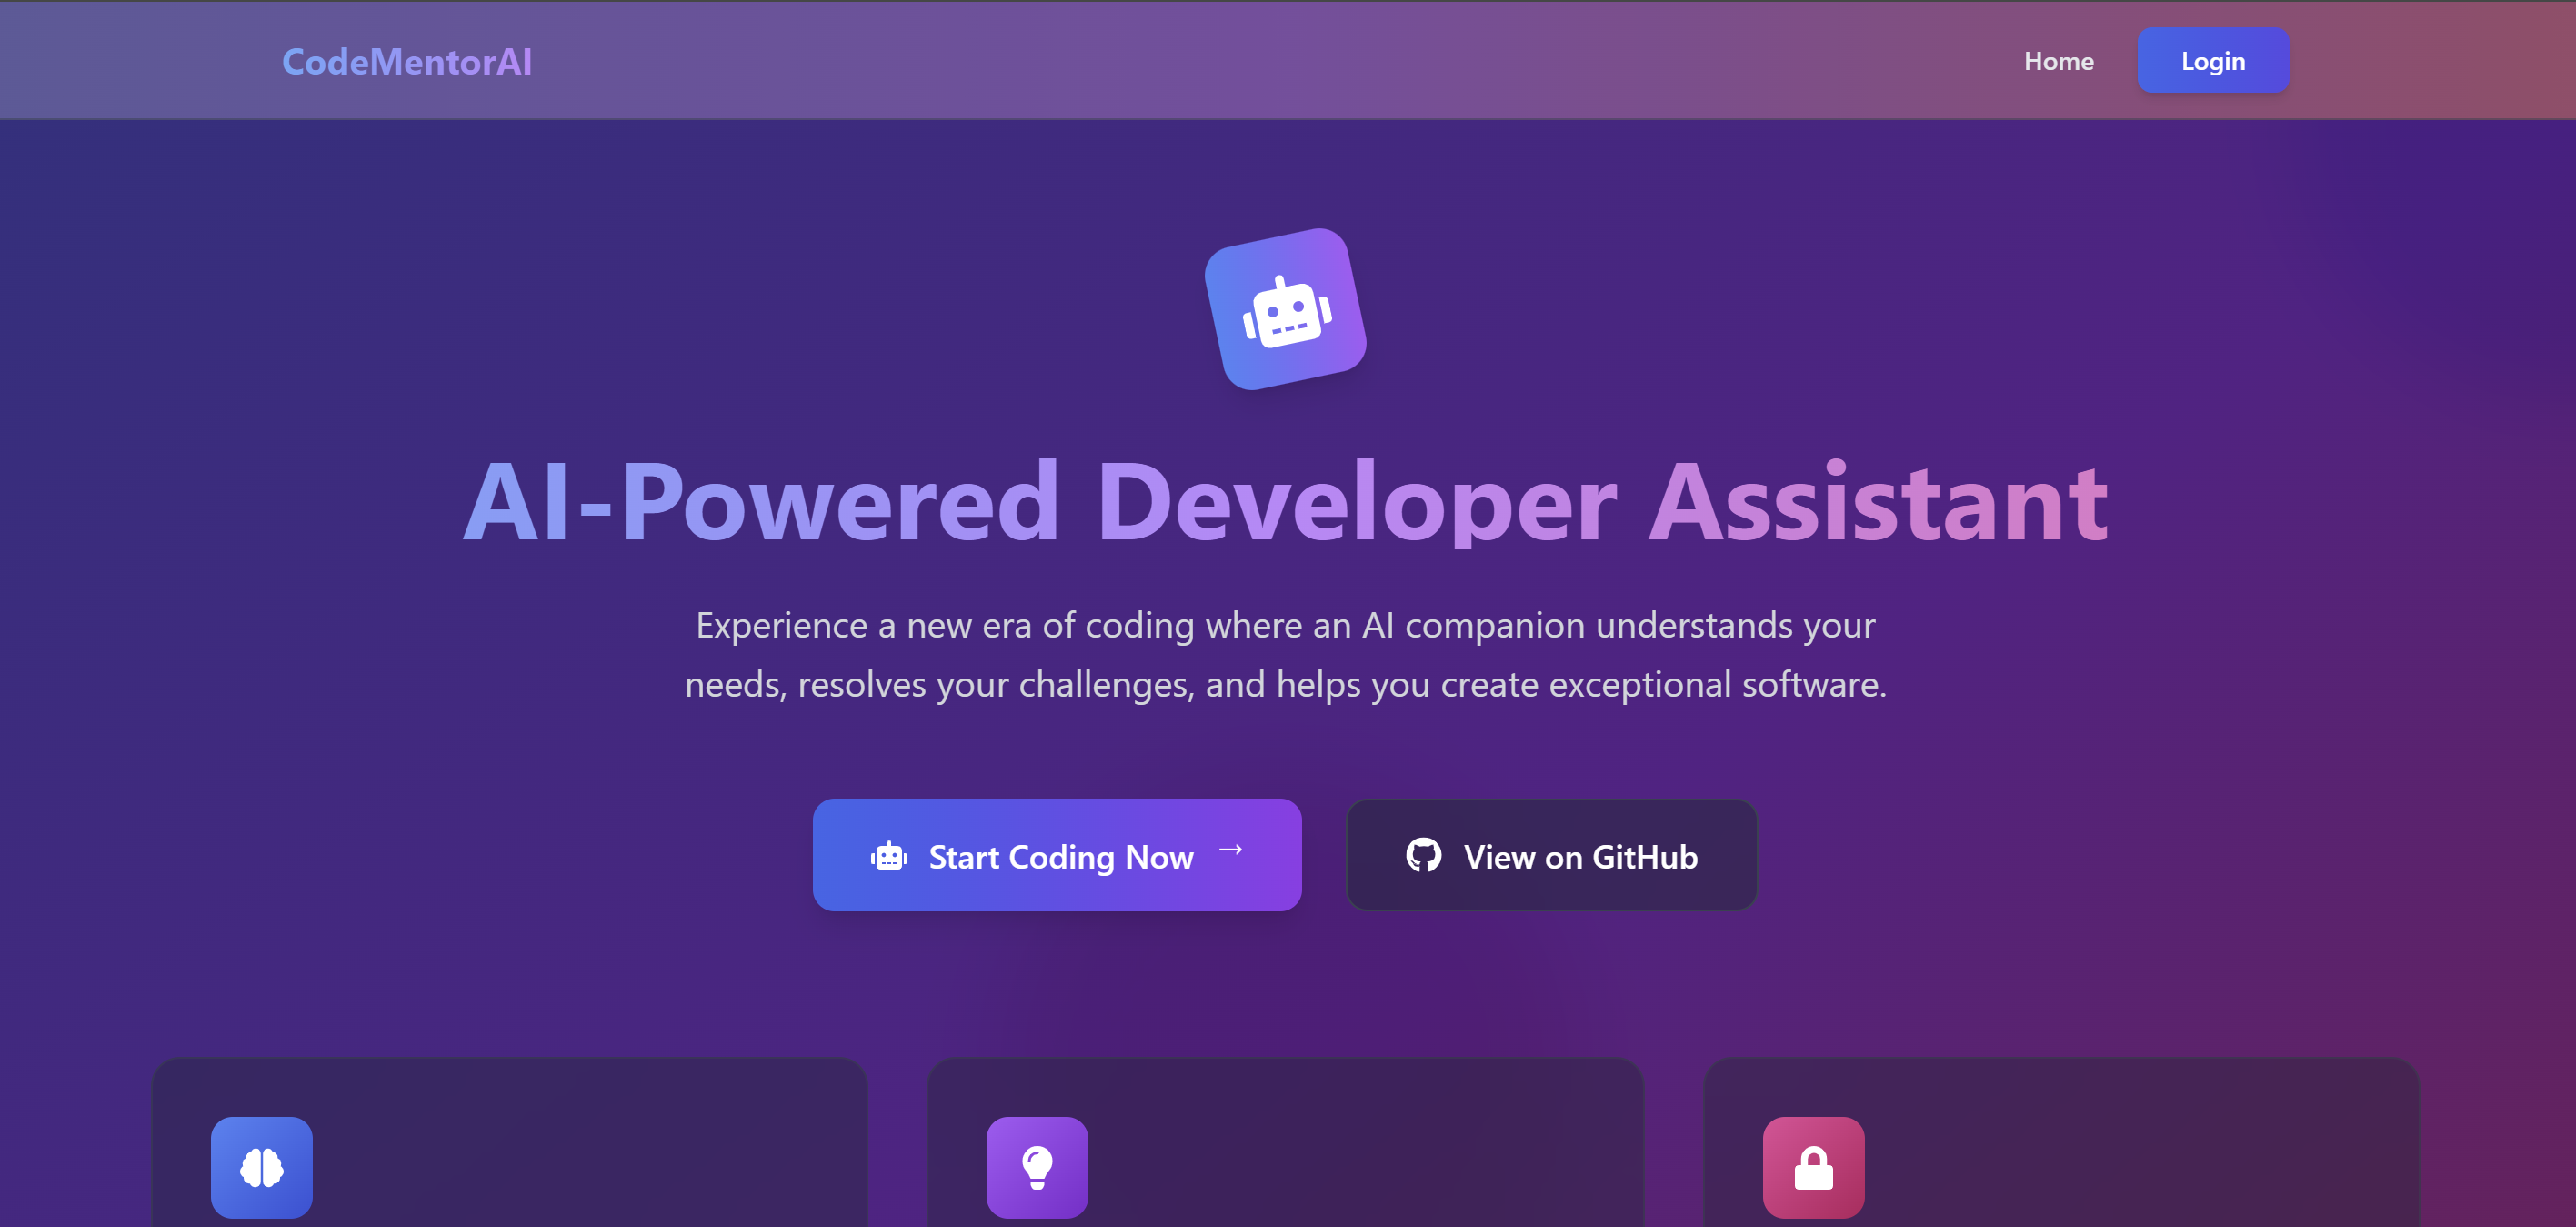 CodeMentorAI
Home
Login
AI-Powered Developer Assistant
Experience a new era of coding where an AI companion understands your
needs, resolves your challenges, and helps you create exceptional software.
Start Coding Now →
View on GitHub